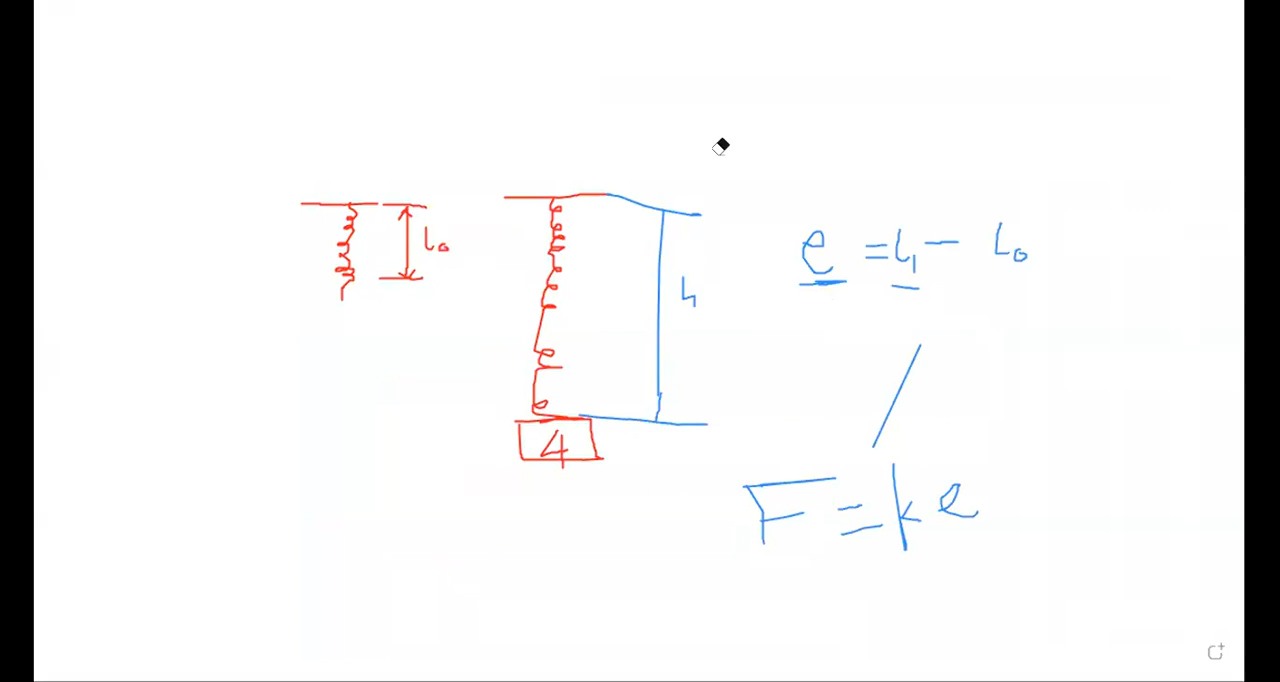 l₀
4
l₁
e = l₁ - l₀
F = ke